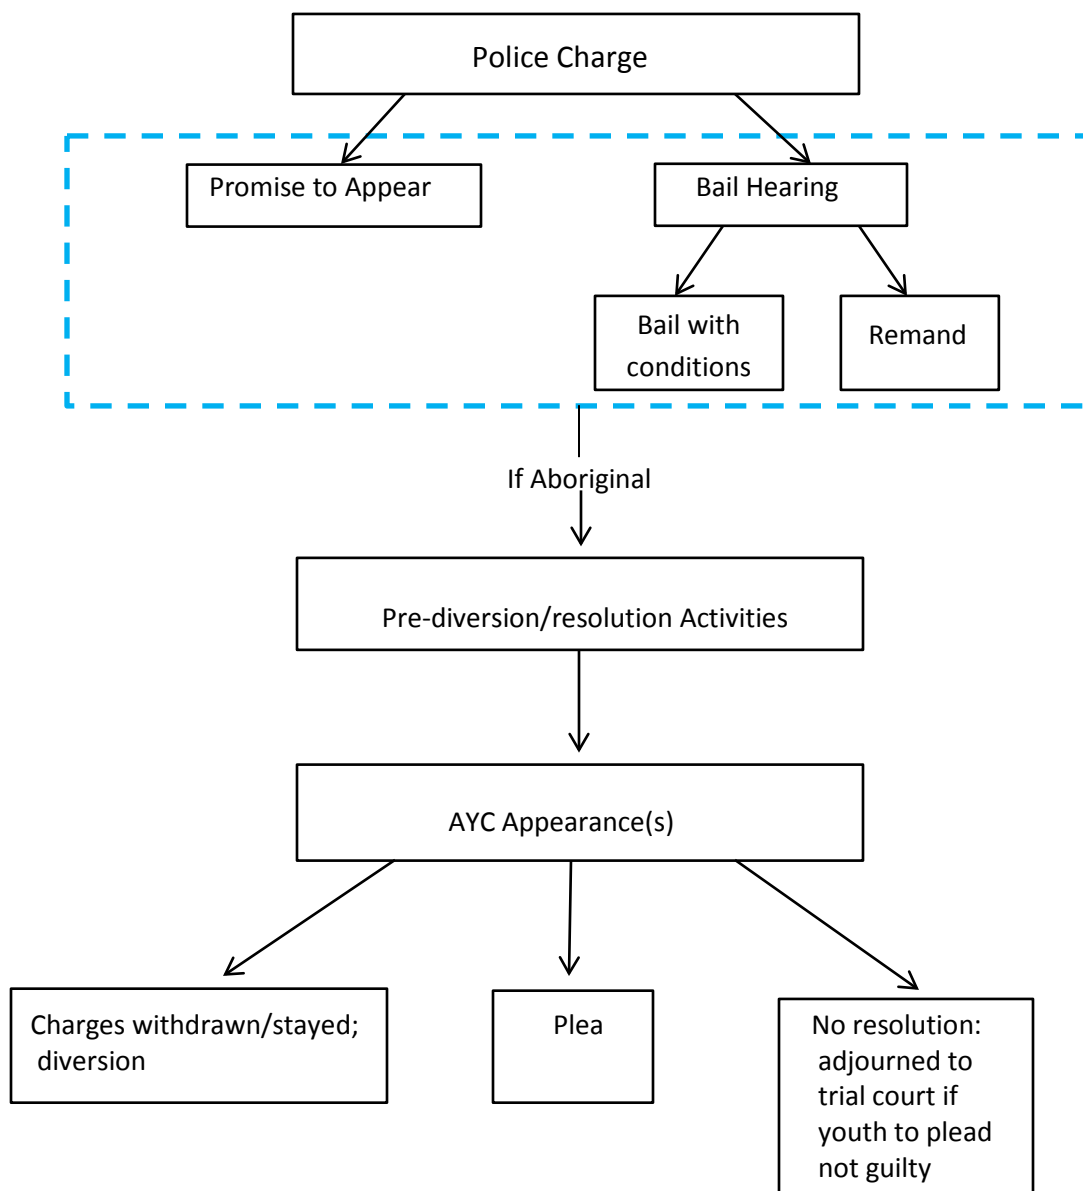 Police Charge
Promise to Appear
Bail Hearing
Bail with
conditions
Remand
If Aboriginal
Pre-diversion/resolution Activities
AYC Appearance(s)
Charges withdrawn/stayed;
diversion
Plea
No resolution:
adjourned to
trial court if
youth to plead
not guilty